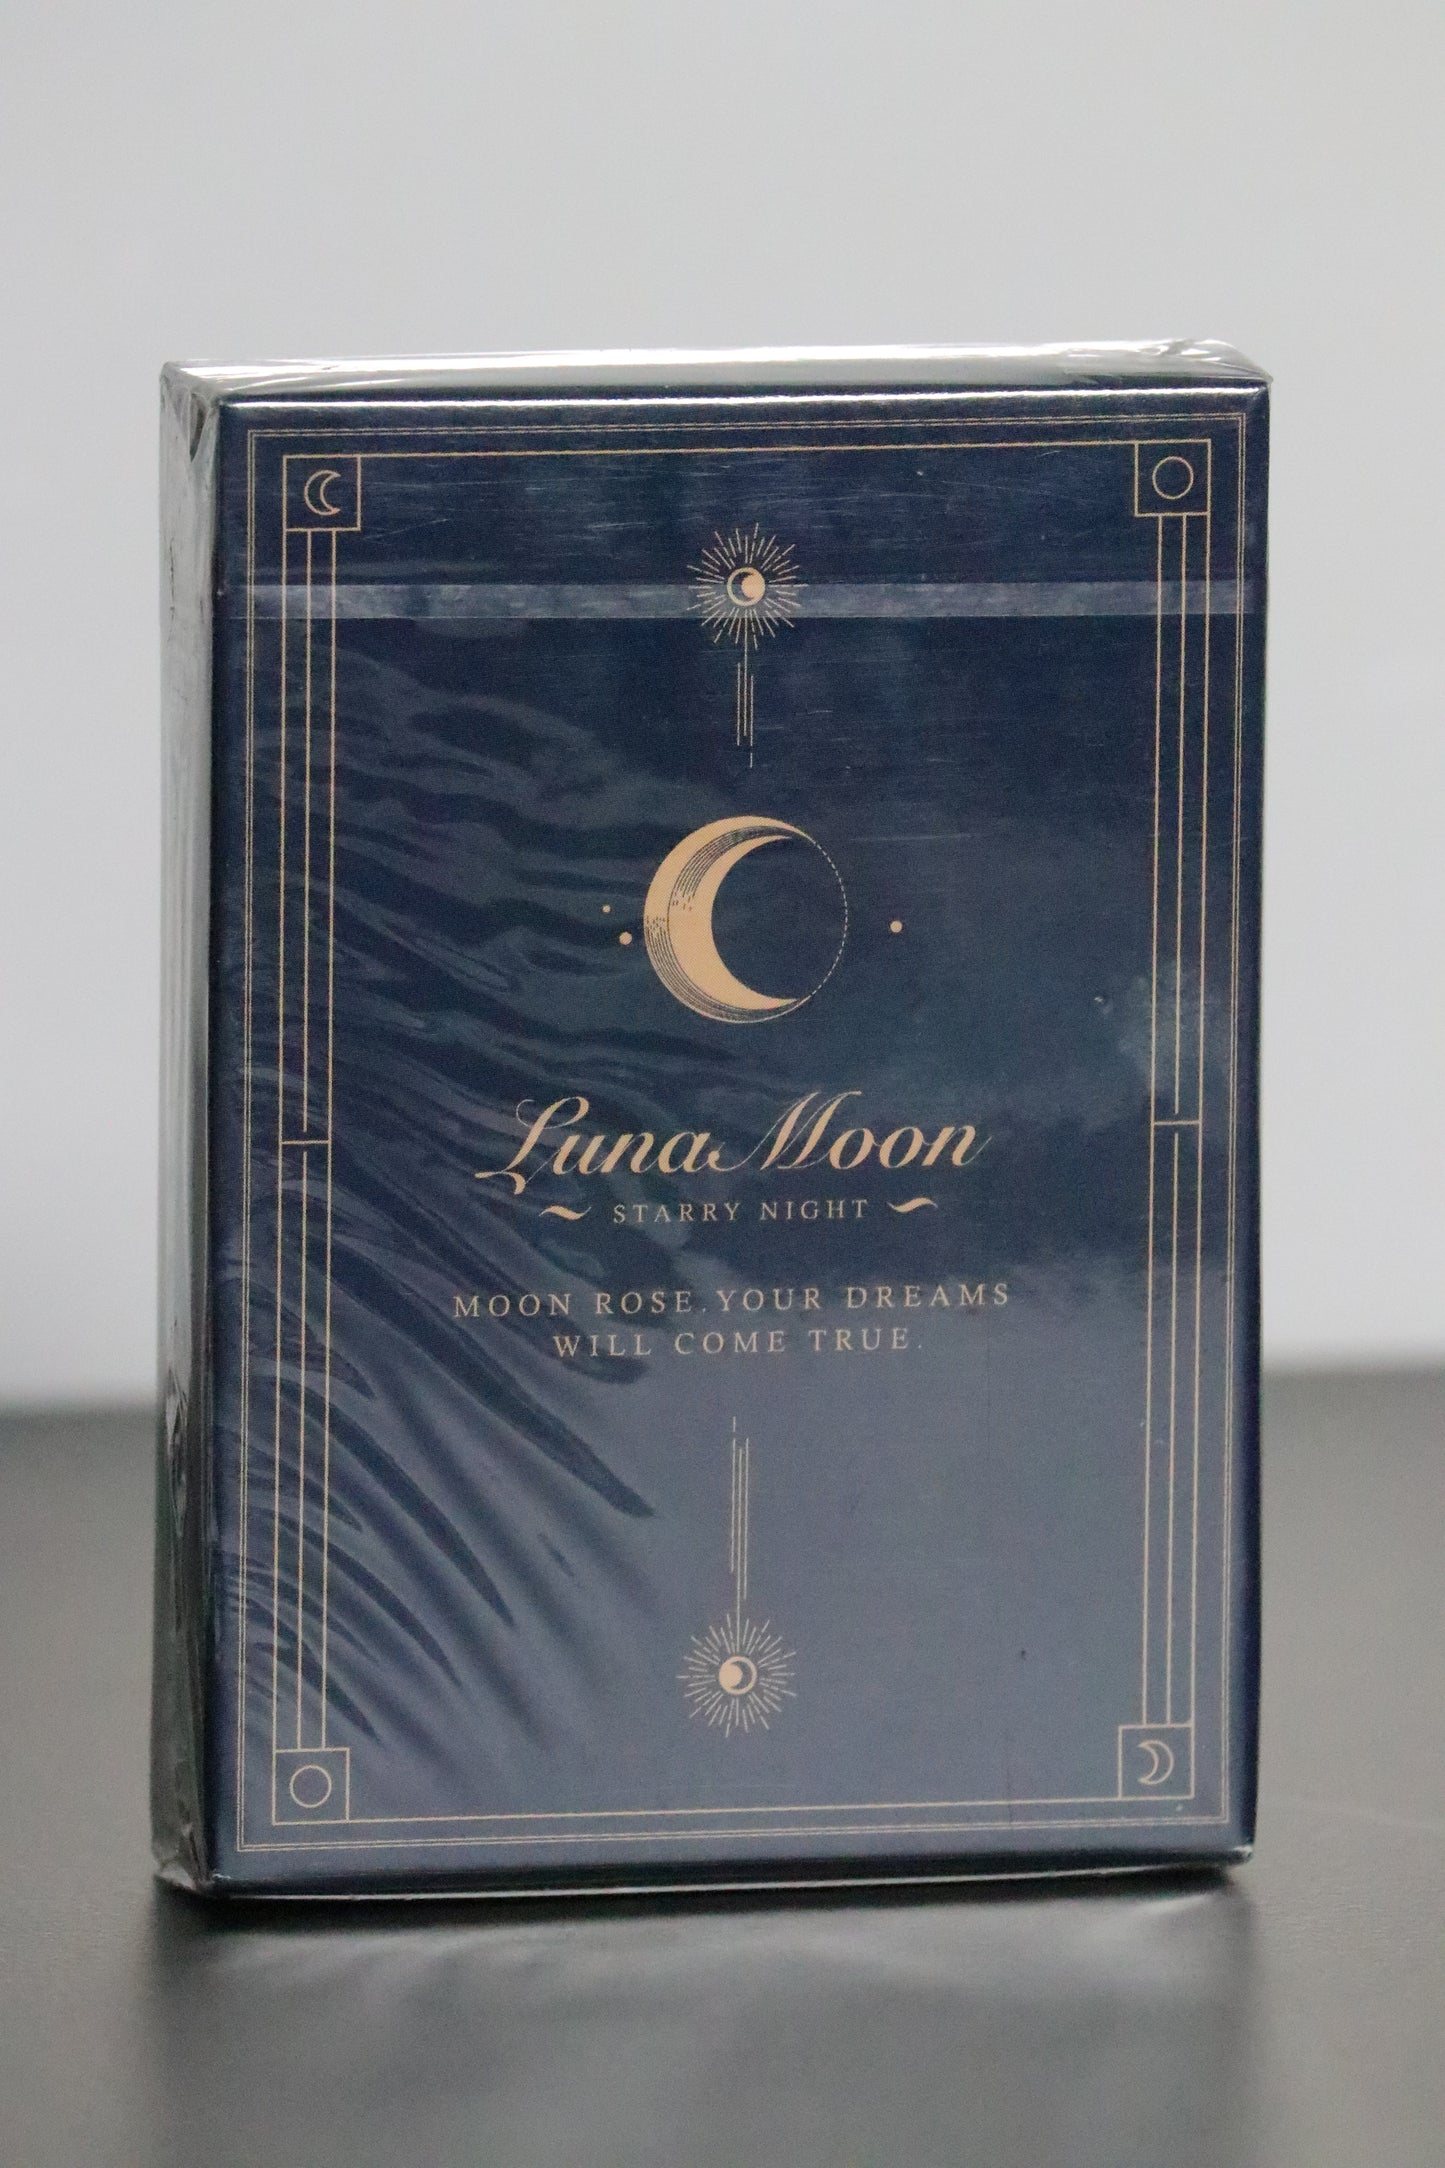 Luna Moon
STARRY NIGHT
MOON ROSE.YOUR DREAMS
WILL COME TRUE.